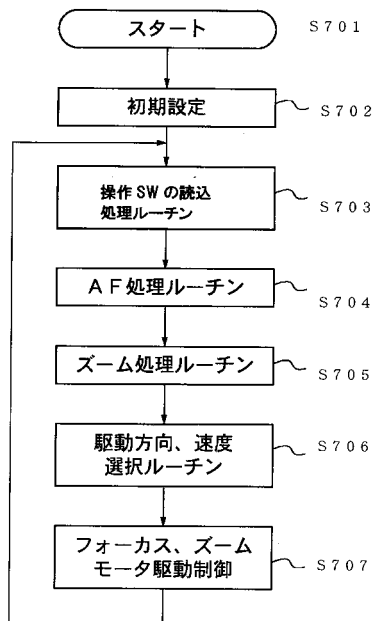 スタート
S701
初期設定
S702
操作SWの読込
処理ルーチン
S703
AF処理ルーチン
S704
ズーム処理ルーチン
S705
駆動方向、速度
選択ルーチン
S706
フォーカス、ズーム
モータ駆動制御
S707